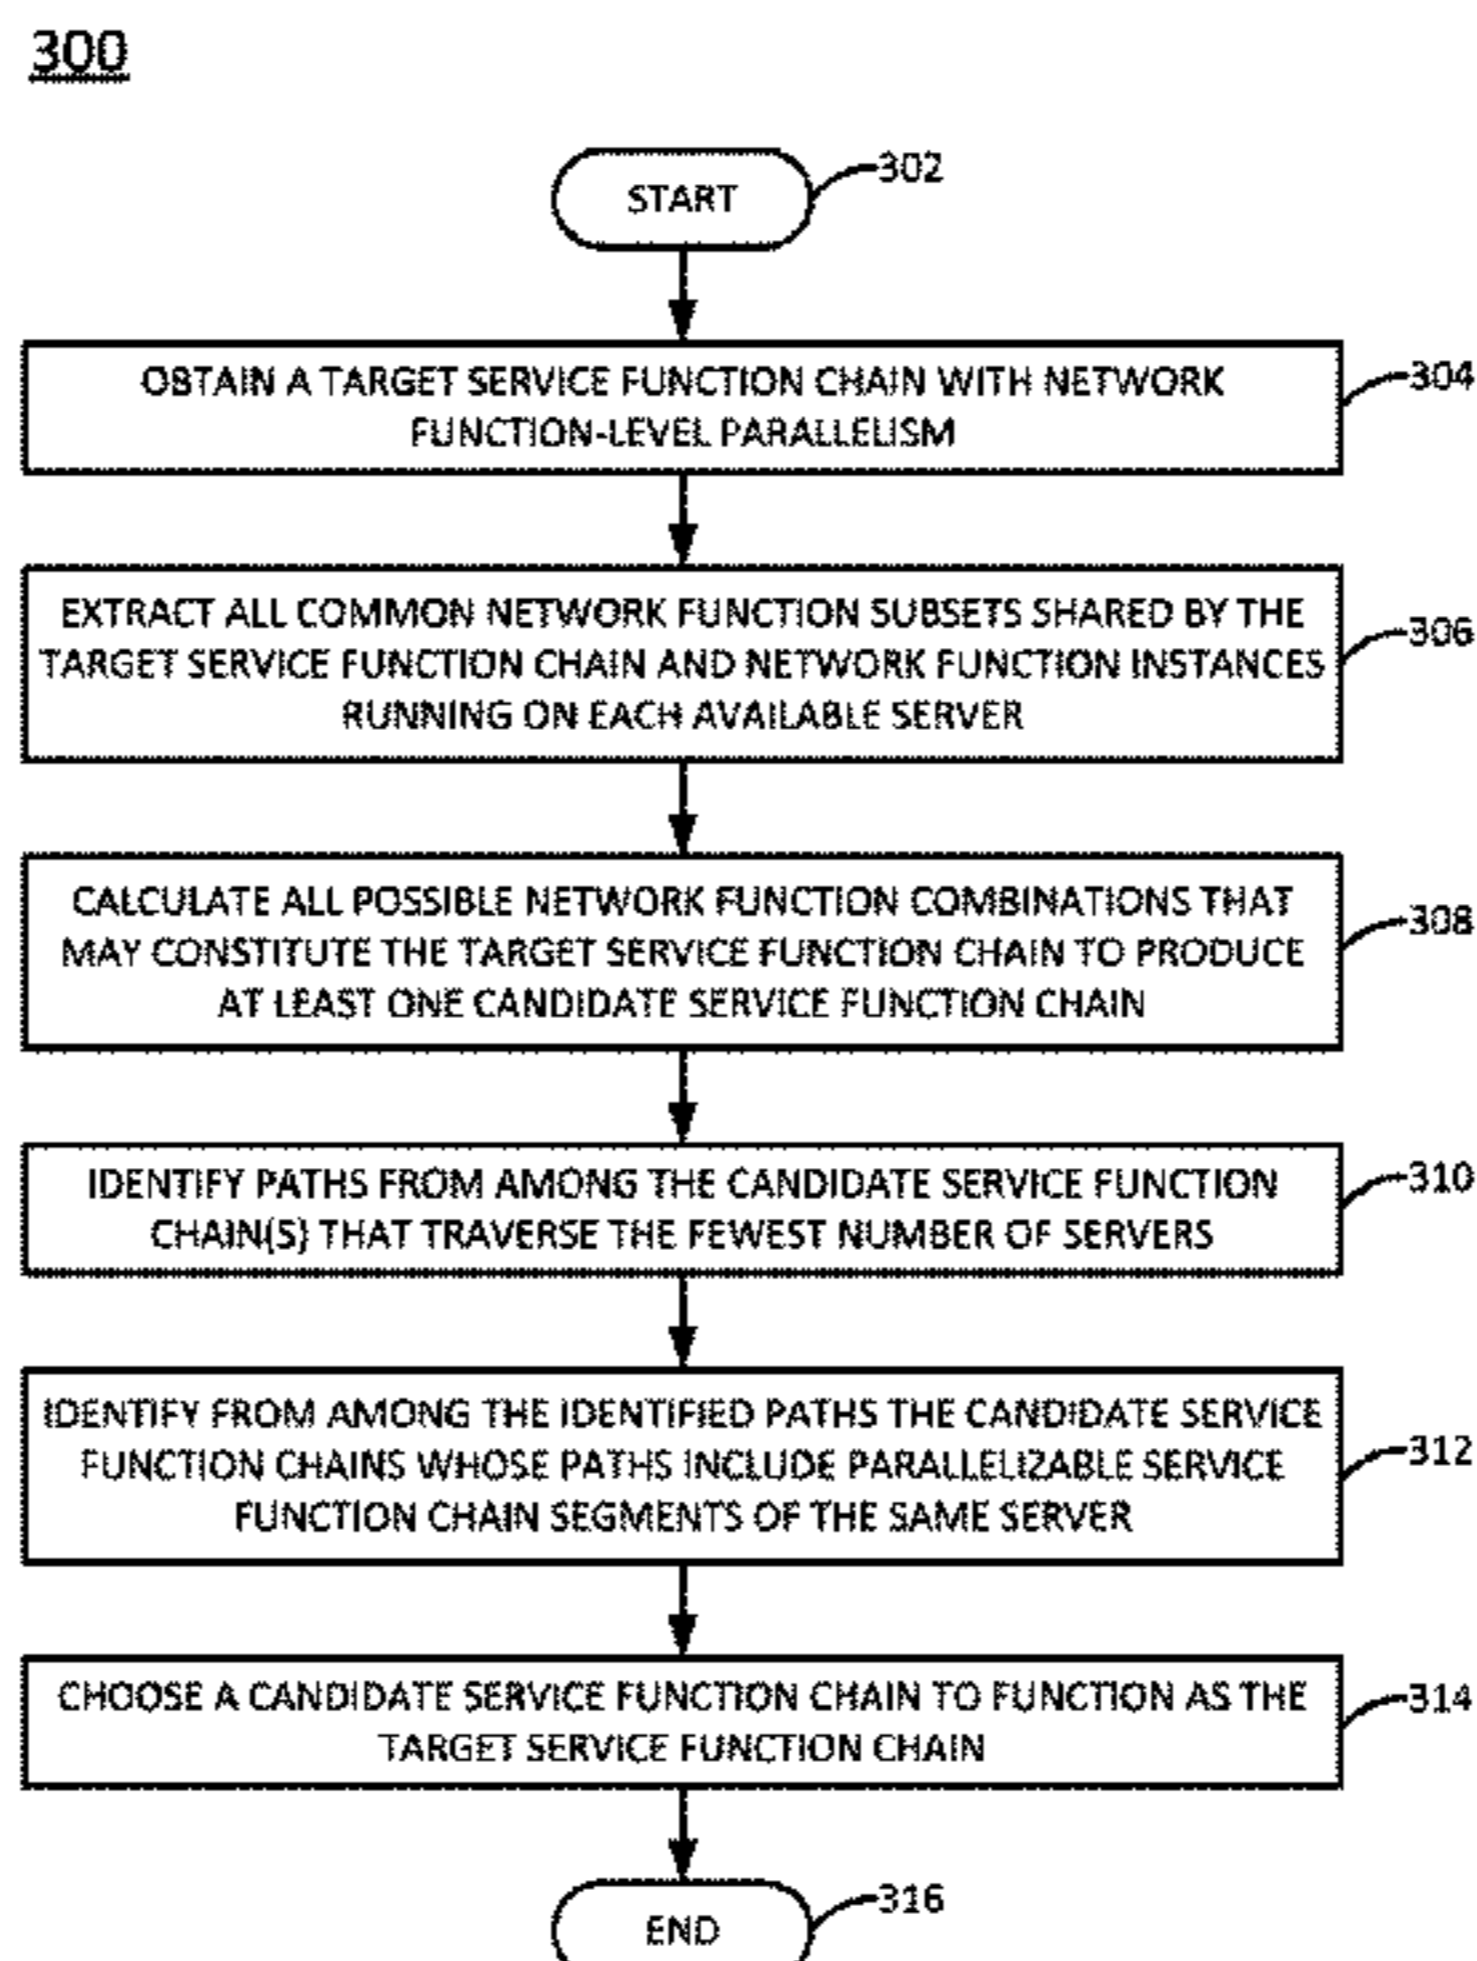 300
START
302
OBTAIN A TARGET SERVICE FUNCTION CHAIN WITH NETWORK
FUNCTION-LEVEL PARALLELISM
304
EXTRACT ALL COMMON NETWORK FUNCTION SUBSETS SHARED BY THE
TARGET SERVICE FUNCTION CHAIN AND NETWORK FUNCTION INSTANCES
RUNNING ON EACH AVAILABLE SERVER
306
CALCULATE ALL POSSIBLE NETWORK FUNCTION COMBINATIONS THAT
MAY CONSTITUTE THE TARGET SERVICE FUNCTION CHAIN TO PRODUCE
AT LEAST ONE CANDIDATE SERVICE FUNCTION CHAIN
308
IDENTIFY PATHS FROM AMONG THE CANDIDATE SERVICE FUNCTION
CHAIN(S) THAT TRAVERSE THE FEWEST NUMBER OF SERVERS
310
IDENTIFY FROM AMONG THE IDENTIFIED PATHS THE CANDIDATE SERVICE
FUNCTION CHAINS WHOSE PATHS INCLUDE PARALLELIZABLE SERVICE
FUNCTION CHAIN SEGMENTS OF THE SAME SERVER
312
CHOOSE A CANDIDATE SERVICE FUNCTION CHAIN TO FUNCTION AS THE
TARGET SERVICE FUNCTION CHAIN
314
END
316